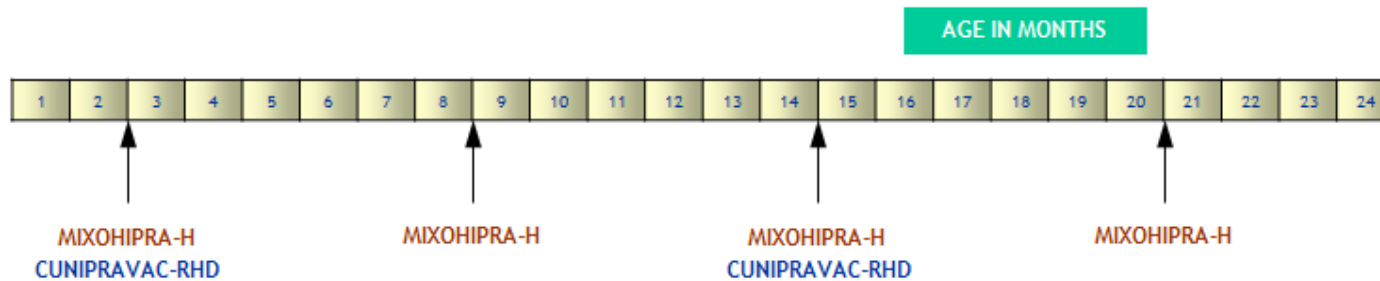 AGE IN MONTHS
1 2 3 4 5 6 7 8 9 10 11 12 13 14 15 16 17 18 19 20 21 22 23 24
MIXOHIPRA-H MIXOHIPRA-H MIXOHIPRA-H MIXOHIPRA-H
CUNIPRAVAC-RHD CUNIPRAVAC-RHD